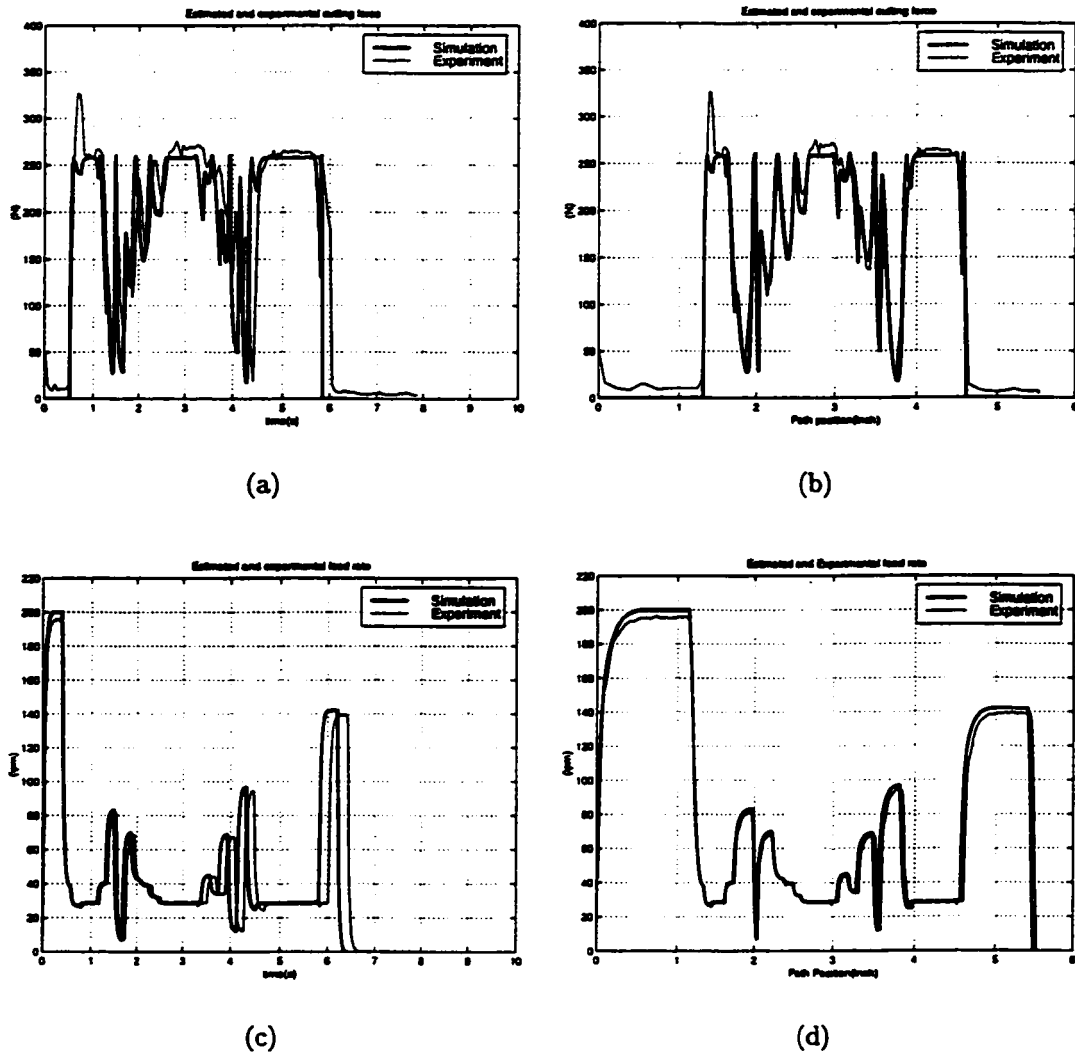 Estimated and experimental cutting force
400
350
300
250
200
150
100
50
0
(N)
Simulation
Experiment
0 1 2 3 4 5 6 7 8 9 10
time(s)
(a)
Estimated and experimental cutting force
400
350
300
250
200
150
100
50
0
(N)
Simulation
Experiment
0 1 2 3 4 5 6
Path position(inch)
(b)
Estimated and experimental feed rate
220
200
180
160
140
120
100
80
60
40
20
0
(ipm)
Simulation
Experiment
0 1 2 3 4 5 6 7 8 9 10
time(s)
(c)
Estimated and Experimental feed rate
220
200
180
160
140
120
100
80
60
40
20
0
(ipm)
Simulation
Experiment
0 1 2 3 4 5 6
Path Position(inch)
(d)